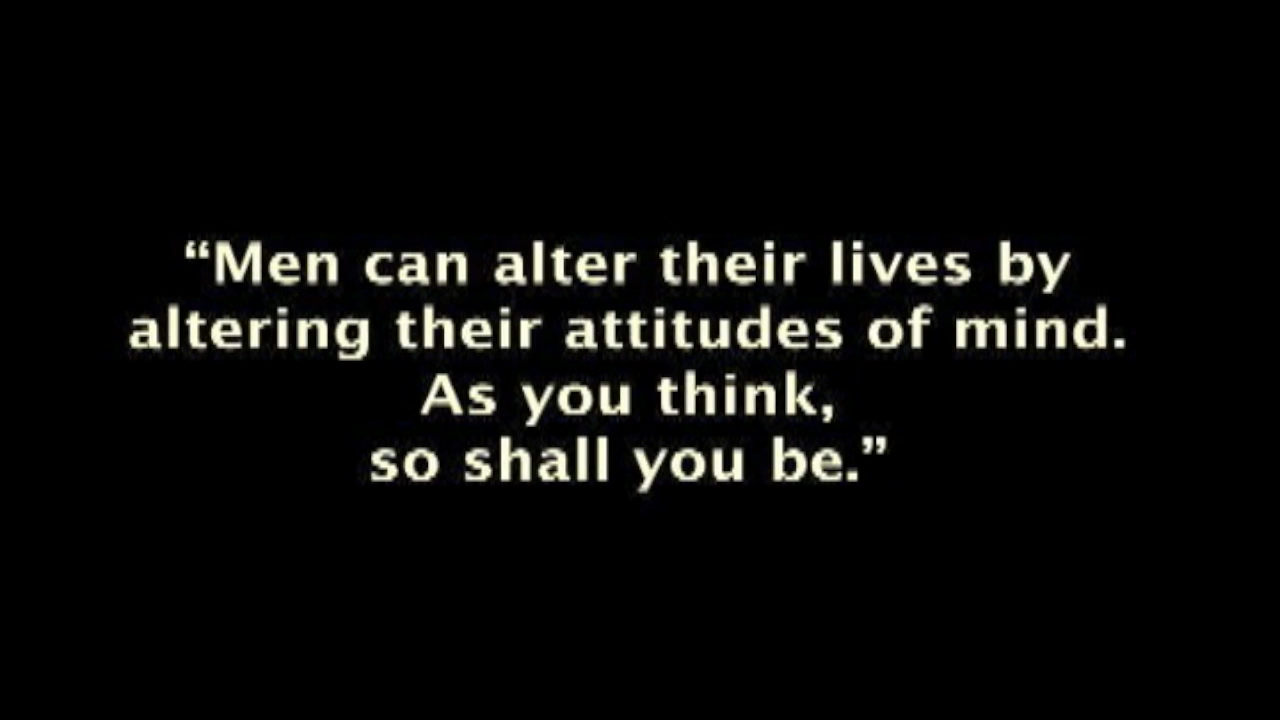 “Men can alter their lives by
altering their attitudes of mind.
As you think,
so shall you be.”